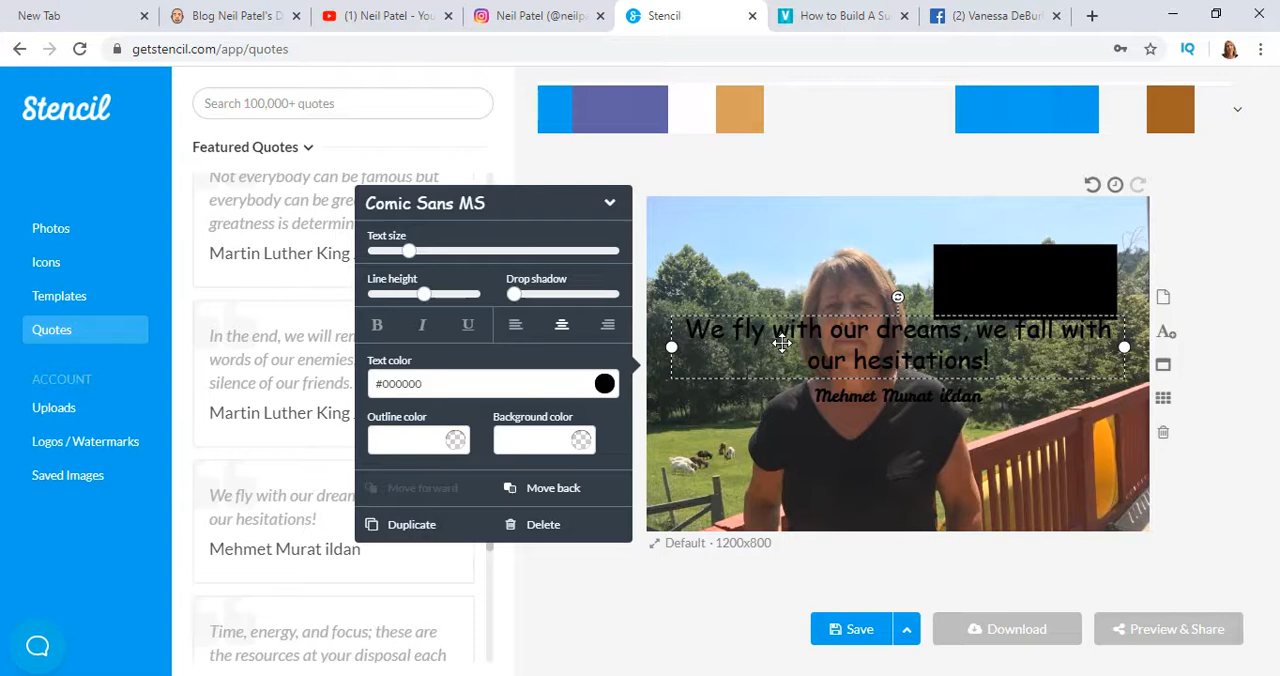 New Tab
Blog Neil Patel's D
(1) Neil Patel - You
Neil Patel (@neilpa
Stencil
How to Build A Su
(2) Vanessa DeBur
getstencil.com/app/quotes
IQ
Stencil
Photos
Icons
Templates
Quotes
ACCOUNT
Uploads
Logos / Watermarks
Saved Images
Search 100,000+ quotes
Featured Quotes
Not everybody can be famous but
everybody can be gre
greatness is determin
Martin Luther King
In the end, we will rem
words of our enemies
silence of our friends.
Martin Luther King
We fly with our dream
our hesitations!
Mehmet Murat ildan
Time, energy, and focus; these are
the resources at your disposal each
Comic Sans MS
Text size
Line height
Drop shadow
B I U
Text color
#000000
Outline color
Background color
Move forward
Move back
Duplicate
Delete
We fly with our dreams, we fall with
our hesitations!
Mehmet Murat ildan
Default · 1200x800
Save
Download
Preview & Share